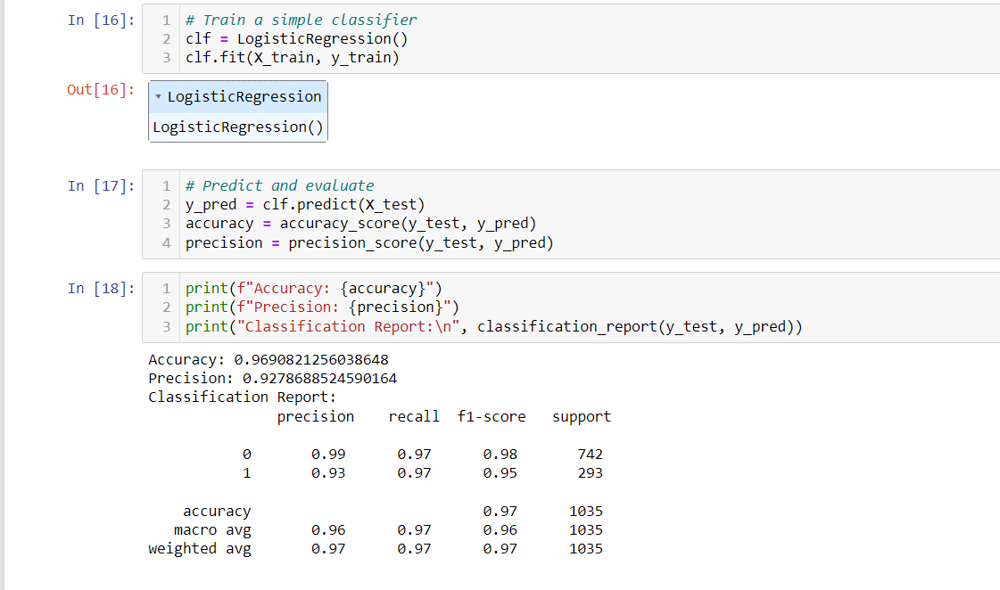 In [16]:
1 # Train a simple classifier
2 clf = LogisticRegression()
3 clf.fit(X_train, y_train)
Out[16]:
▾ LogisticRegression
LogisticRegression()
In [17]:
1 # Predict and evaluate
2 y_pred = clf.predict(X_test)
3 accuracy = accuracy_score(y_test, y_pred)
4 precision = precision_score(y_test, y_pred)
In [18]:
1 print(f"Accuracy: {accuracy}")
2 print(f"Precision: {precision}")
3 print("Classification Report:\n", classification_report(y_test, y_pred))
Accuracy: 0.9690821256038648
Precision: 0.9278688524590164
Classification Report:
precision recall f1-score support
0 0.99 0.97 0.98 742
1 0.93 0.97 0.95 293
accuracy 0.97 1035
macro avg 0.96 0.97 0.96 1035
weighted avg 0.97 0.97 0.97 1035